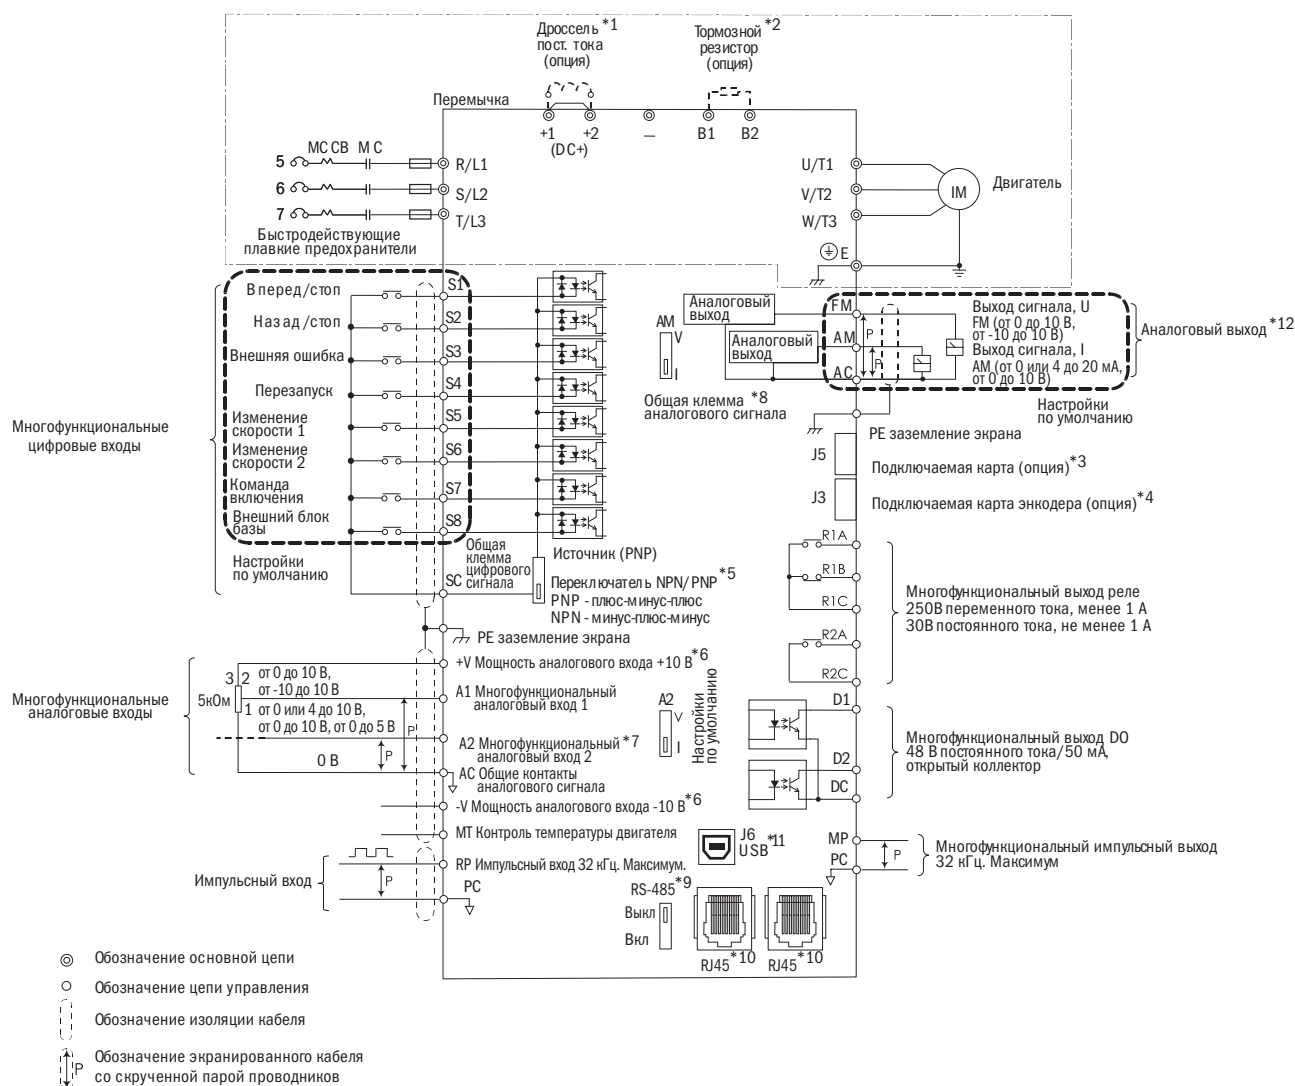 Дроссель *1
пост. тока
(опция)
Тормозной *2
резистор
(опция)
Перемычка
+1
+2
(DC+)
—
B1
B2
MCCB
MC
5
R/L1
6
S/L2
7
T/L3
Быстродействующие
плавкие предохранители
U/T1
V/T2
W/T3
IM
Двигатель
E
Многофункциональные
цифровые входы
Вперед/стоп
S1
Назад/стоп
S2
Внешняя ошибка
S3
Перезапуск
S4
Изменение
скорости 1
S5
Изменение
скорости 2
S6
Команда
включения
S7
Внешний блок
базы
S8
Настройки
по умолчанию
Общая
клемма
цифрового
сигнала
SC
Источник (PNP)
Переключатель NPN/PNP *5
PNP - плюс-минус-плюс
NPN - минус-плюс-минус
PE заземление экрана
Аналоговый
выход
AM
V
I
Аналоговый
выход
Общая клемма *8
аналогового сигнала
FM
AM
AC
P
P
Выход сигнала, U
FM (от 0 до 10 В,
от -10 до 10 В)
Выход сигнала, I
AM (от 0 или 4 до 20 мА,
от 0 до 10 В)
Аналоговый выход *12
Настройки
по умолчанию
PE заземление экрана
J5
Подключаемая карта (опция) *3
J3
Подключаемая карта энкодера (опция) *4
R1A
R1B
R1C
R2A
R2C
Многофункциональный выход реле
250В переменного тока, менее 1 А
30В постоянного тока, не менее 1 А
Многофункциональные
аналоговые входы
5кОм
3
2
1
от 0 до 10 В,
от -10 до 10 В
от 0 или 4 до 10 В,
от 0 до 10 В, от 0 до 5 В
0 В
P
P
+V Мощность аналогового входа +10 В *6
A1 Многофункциональный
аналоговый вход 1
A2 Многофункциональный *7
аналоговый вход 2
AC Общие контакты
аналогового сигнала
-V Мощность аналогового входа -10 В *6
MT Контроль температуры двигателя
RP Импульсный вход 32 кГц. Максимум.
PC
Импульсный вход
P
A2
V
I
Настройки
по умолчанию
D1
D2
DC
Многофункциональный выход DO
48 В постоянного тока/50 мА,
открытый коллектор
J6
USB *11
MP
PC
P
Многофункциональный импульсный выход
32 кГц. Максимум
RS-485 *9
Выкл
Вкл
RJ45 *10
RJ45 *10
Обозначение основной цепи
Обозначение цепи управления
Обозначение изоляции кабеля
P
Обозначение экранированного кабеля
со скрученной парой проводников